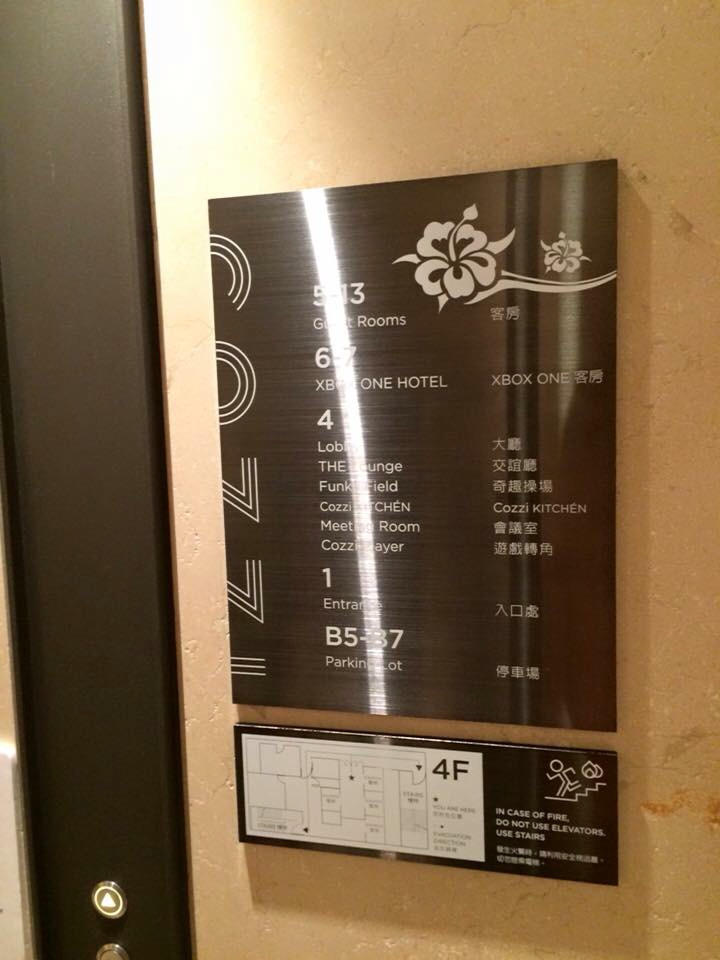 COZZI
5-13
Guest Rooms 客房
6-7
XBOX ONE HOTEL XBOX ONE 客房
4
Lobby 大廳
THE Lounge 交誼廳
Funky Field 奇趣操場
Cozzi KITCHÉN Cozzi KITCHÉN
Meeting Room 會議室
Cozzi Player 遊戲轉角
1
Entrance 入口處
B5-B7
Parking Lot 停車場
4F
STAIRS 樓梯
STAIRS 樓梯
YOU ARE HERE
EVACUATION
DIRECTION
IN CASE OF FIRE,
DO NOT USE ELEVATORS.
USE STAIRS